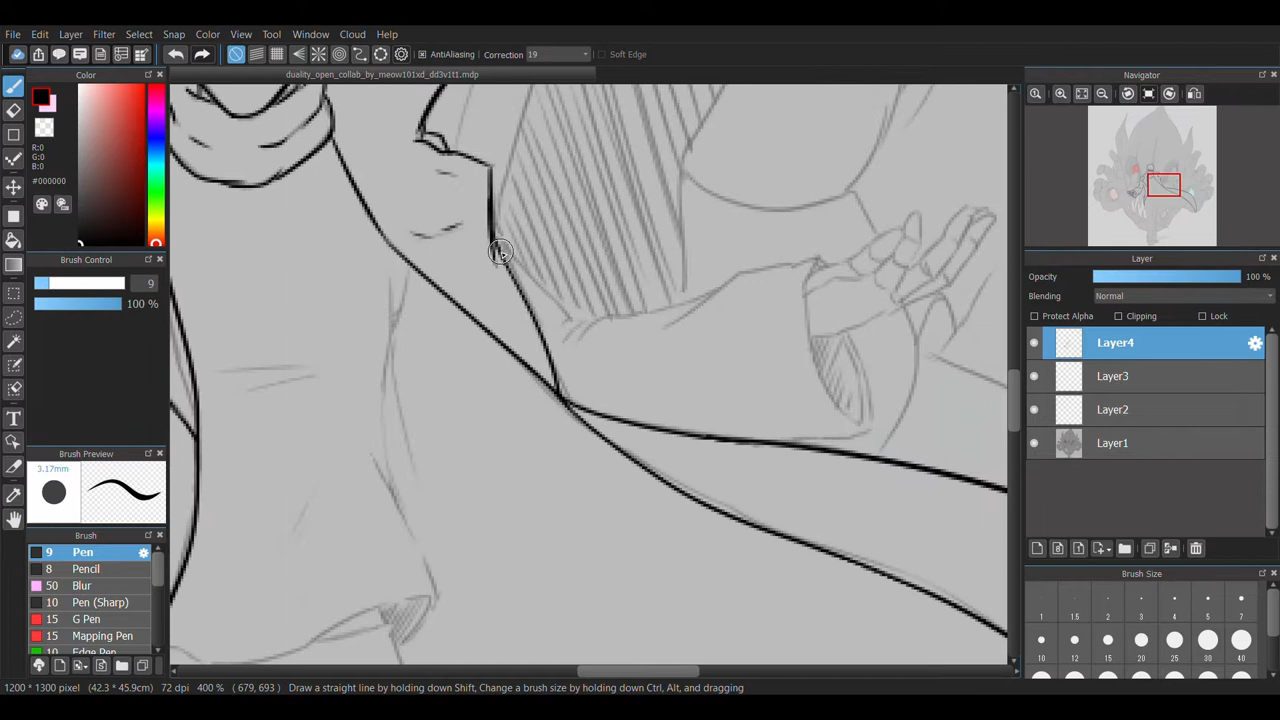 File Edit Layer Filter Select Snap Color View Tool Window Cloud Help
AntiAliasing Correction 19 Soft Edge
duality_open_collab_by_meow101xd_dd3v1t1.mdp
Color
R:0
G:0
B:0
#000000
Brush Control
9
100 %
Brush Preview
3.17mm
Brush
9 Pen
8 Pencil
50 Blur
10 Pen (Sharp)
15 G Pen
15 Mapping Pen
10 Edge Pen
Navigator
Layer
Opacity 100 %
Blending Normal
Protect Alpha Clipping Lock
Layer4
Layer3
Layer2
Layer1
Brush Size
1 1.5 2 3 4 5 7
10 12 15 20 25 30 40
1200 * 1300 pixel (42.3 * 45.9cm) 72 dpi 400 % ( 679, 693 ) Draw a straight line by holding down Shift, Change a brush size by holding down Ctrl, Alt, and dragging